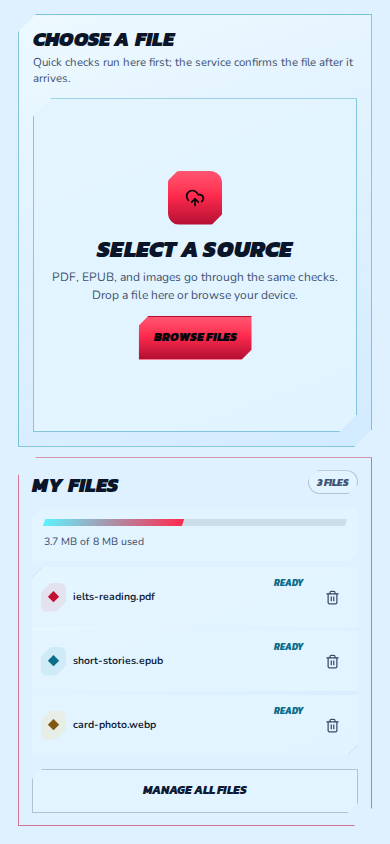 CHOOSE A FILE
Quick checks run here first; the service confirms the file after it
arrives.
SELECT A SOURCE
PDF, EPUB, and images go through the same checks.
Drop a file here or browse your device.
BROWSE FILES
MY FILES
3 FILES
3.7 MB of 8 MB used
READY
ielts-reading.pdf
READY
short-stories.epub
READY
card-photo.webp
MANAGE ALL FILES